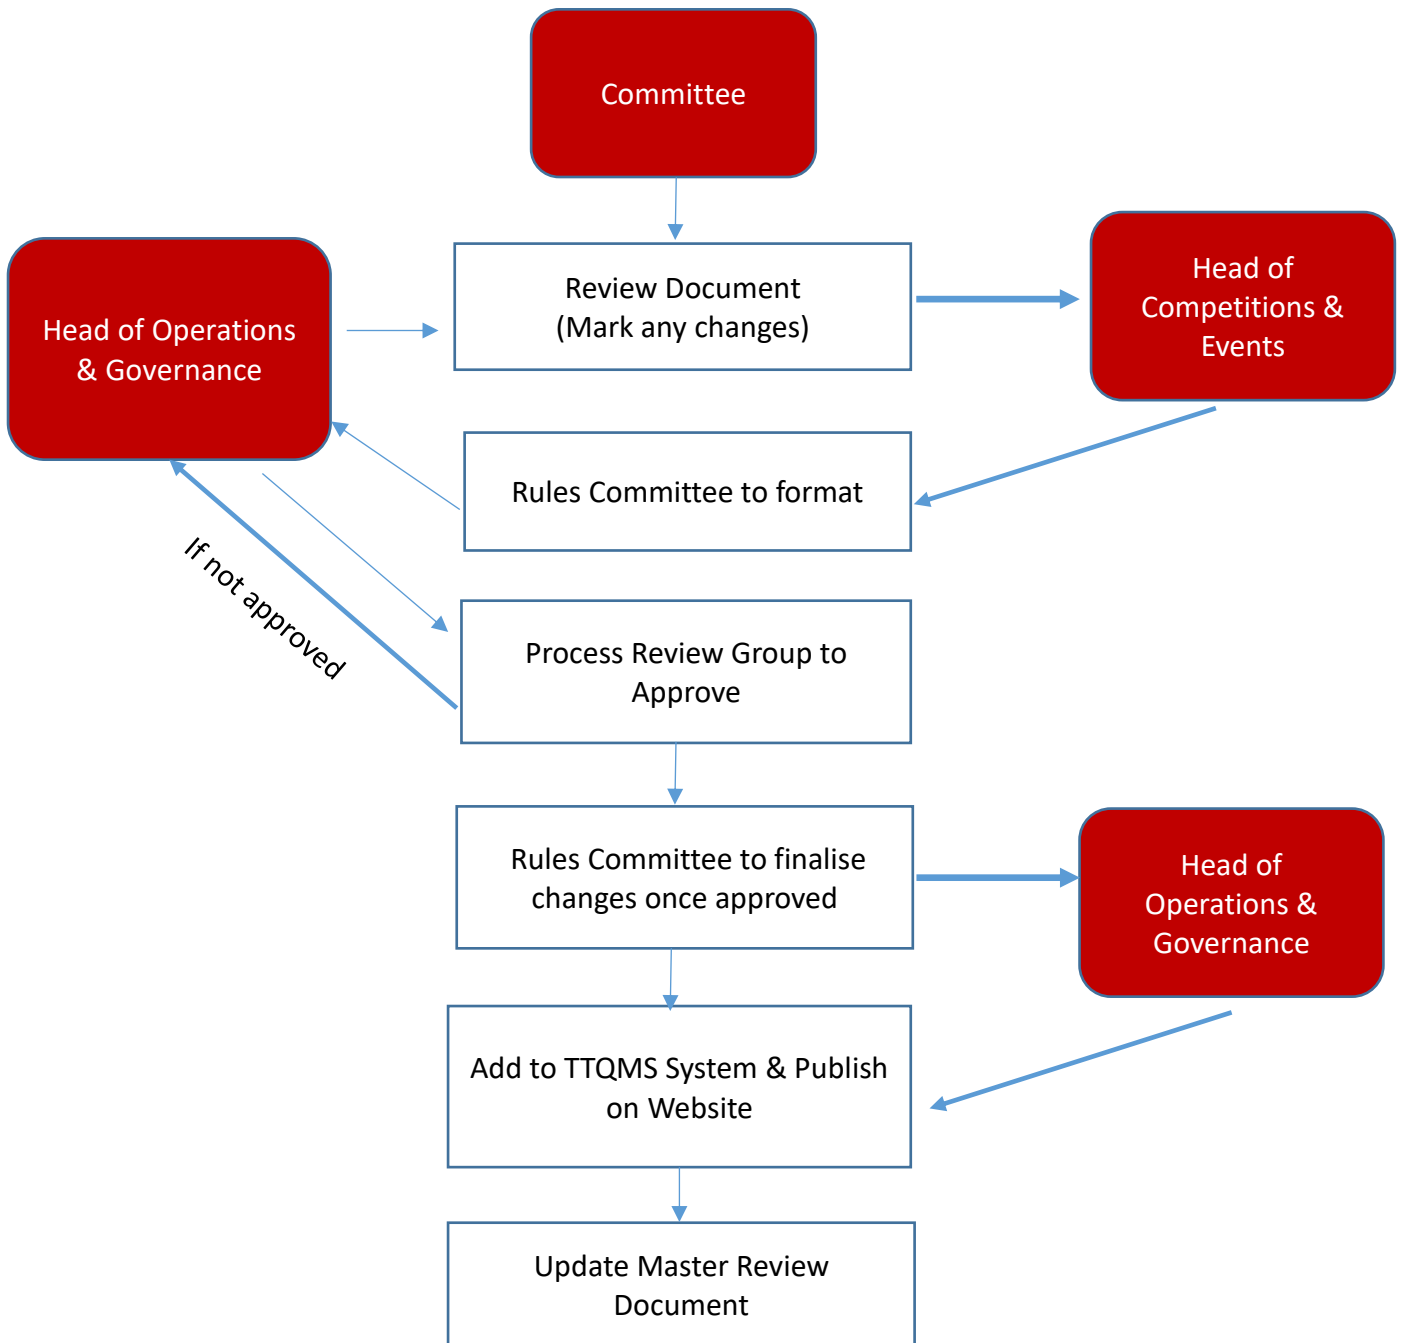 Committee
Review Document
(Mark any changes)
Head of
Competitions &
Events
Head of Operations
& Governance
Rules Committee to format
If not approved
Process Review Group to
Approve
Rules Committee to finalise
changes once approved
Head of
Operations &
Governance
Add to TTQMS System & Publish
on Website
Update Master Review
Document